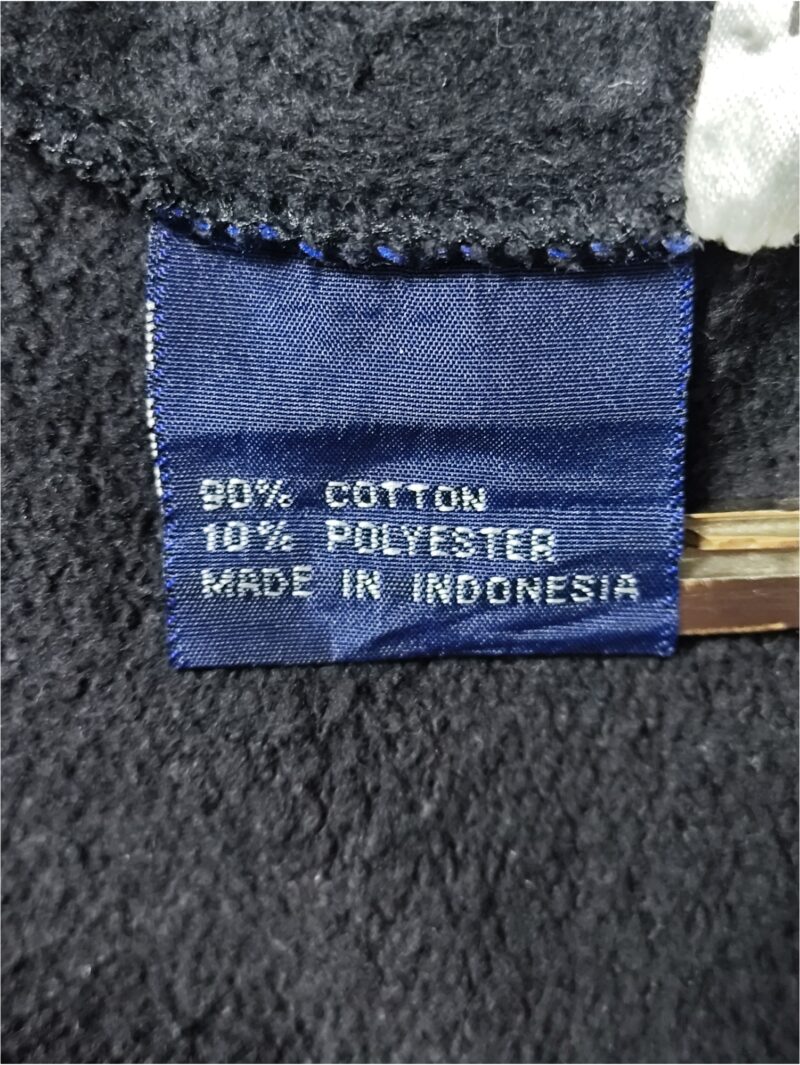 90% COTTON
10% POLYESTER
MADE IN INDONESIA